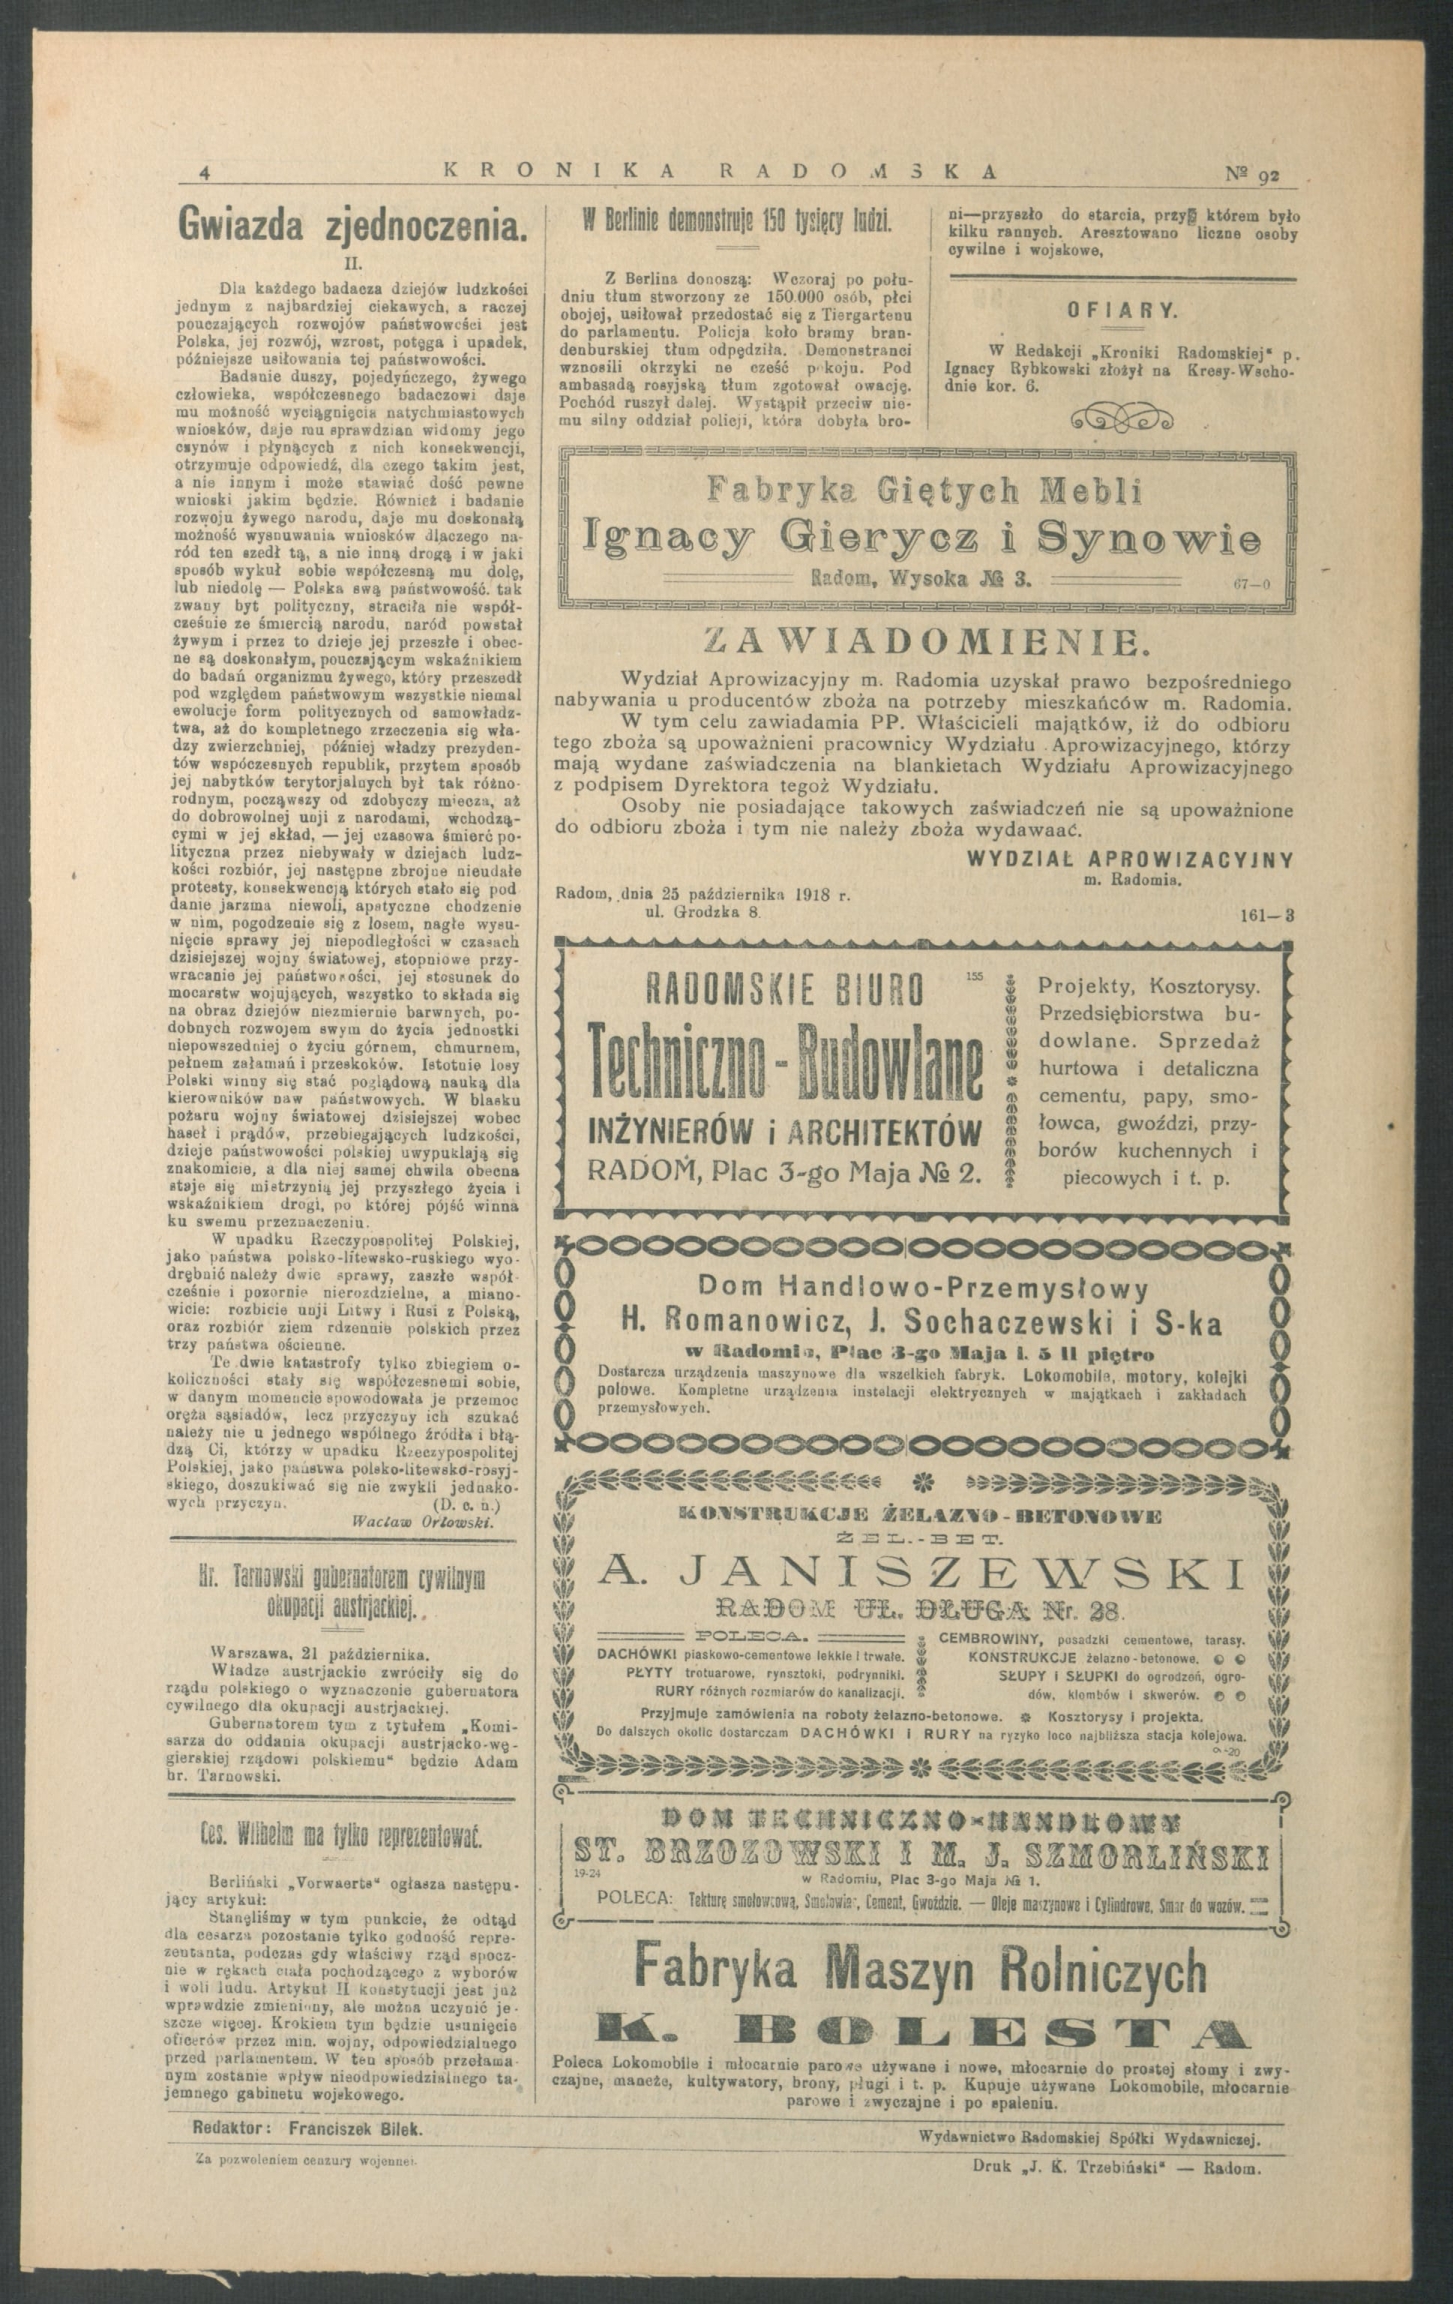 4
KRONIKA RADOMSKA
№ 92
Gwiazda zjednoczenia.
II.
Dla każdego badacza dziejów ludzkości
jednym z najbardziej ciekawych, a raczej
pouczających rozwojów państwowości jest
Polska, jej rozwój, wzrost, potęga i upadek,
późniejsze usiłowania tej państwowości.
Badanie duszy, pojedyńczego, żywego
człowieka, współczesnego badaczowi daje
mu możność wyciągnięcia natychmiastowych
wniosków, daje mu sprawdzian widomy jego
czynów i płynących z nich konsekwencji,
otrzymuje odpowiedź, dla czego takim jest,
a nie innym i może stawiać dość pewne
wnioski jakim będzie. Również i badanie
rozwoju żywego narodu, daje mu doskonałą
możność wysnuwania wniosków dlaczego na-
ród ten szedł tą, a nie inną drogą i w jaki
sposób wykuł sobie współczesną mu dolę,
lub niedolę — Polska swą państwowość. tak
zwany byt polityczny, straciła nie współ-
cześnie ze śmiercią narodu, naród powstał
żywym i przez to dzieje jej przeszłe i obec-
ne są doskonałym, pouczającym wskaźnikiem
do badań organizmu żywego, który przeszedł
pod względem państwowym wszystkie niemal
ewolucje form politycznych od samowładz-
twa, aż do kompletnego zrzeczenia się wła-
dzy zwierzchniej, później władzy prezyden-
tów wspóczesnych republik, przytem sposób
jej nabytków terytorjalnych był tak różno-
rodnym, począwszy od zdobyczy miecza, aż
do dobrowolnej unji z narodami, wchodzą-
cymi w jej skład, — jej czasowa śmierć po-
lityczna przez niebywały w dziejach ludz-
kości rozbiór, jej następne zbrojne nieudałe
protesty, konsekwencją których stało się pod
danie jarzma niewoli, apatyczne chodzenie
w nim, pogodzenie się z losem, nagłe wysu-
nięcie sprawy jej niepodległości w czasach
dzisiejszej wojny światowej, stopniowe przy-
wracanie jej państwowości, jej stosunek do
mocarstw wojujących, wszystko to składa się
na obraz dziejów niezmiernie barwnych, po-
dobnych rozwojem swym do życia jednostki
niepowszedniej o życiu górnem, chmurnem,
pełnem załamań i przeskoków. Istotnie losy
Polski winny się stać poglądową nauką dla
kierowników naw państwowych. W blasku
pożaru wojny światowej dzisiejszej wobec
haseł i prądów, przebiegających ludzkości,
dzieje państwowości polskiej uwypuklają się
znakomicie, a dla niej samej chwila obecna
staje się mistrzynią jej przyszłego życia i
wskaźnikiem drogi, po której pójść winna
ku swemu przeznaczeniu.
W upadku Rzeczypospolitej Polskiej,
jako państwa polsko-litewsko-ruskiego wyo-
drębnić należy dwie sprawy, zaszłe współ-
cześnie i pozornie nierozdzielne, a miano-
wicie: rozbicie unji Litwy i Rusi z Polską,
oraz rozbiór ziem rdzennie polskich przez
trzy państwa ościenne.
Te dwie katastrofy tylko zbiegiem o-
koliczności stały się współczesnemi sobie,
w danym momencie spowodowała je przemoc
oręża sąsiadów, lecz przyczyny ich szukać
należy nie u jednego wspólnego źródła i błą-
dzą Ci, którzy w upadku Rzeczypospolitej
Polskiej, jako państwa polsko-litewsko-rosyj-
skiego, doszukiwać się nie zwykli jednako-
wych przyczyn. (D. c. n.)
Wacław Orłowski.
Hr. Tarnowski gubernatorem cywilnym
okupacji austrjackiej.
Warszawa, 21 października.
Władze austrjackie zwróciły się do
rządu polskiego o wyznaczenie gubernatora
cywilnego dla okupacji austrjackiej.
Gubernatorem tym z tytułem „Komi-
sarza do oddania okupacji austrjacko-wę-
gierskiej rządowi polskiemu“ będzie Adam
hr. Tarnowski.
Ces. Wilhelm ma tylko reprezentować.
Berliński „Vorwaerts“ ogłasza następu-
jący artykuł:
Stanęliśmy w tym punkcie, że odtąd
dla cesarza pozostanie tylko godność repre-
zentanta, podczas gdy właściwy rząd spocz-
nie w rękach ciała pochodzącego z wyborów
i woli ludu. Artykuł II konstytucji jest już
wprawdzie zmieniony, ale można uczynić je-
szcze więcej. Krokiem tym będzie usunięcie
oficerów przez min. wojny, odpowiedzialnego
przed parlamentem. W ten sposób przełama-
nym zostanie wpływ nieodpowiedzialnego ta-
jemnego gabinetu wojskowego.
W Berlinie demonstruje 150 tysięcy ludzi.
Z Berlina donoszą: Wczoraj po połu-
dniu tłum stworzony ze 150.000 osób, płci
obojej, usiłował przedostać się z Tiergartenu
do parlamentu. Policja koło bramy bran-
denburskiej tłum odpędziła. Demonstranci
wznosili okrzyki ne cześć pokoju. Pod
ambasadą rosyjską tłum zgotował owację.
Pochód ruszył dalej. Wystąpił przeciw nie-
mu silny oddział policji, która dobyła bro-
ni—przyszło do starcia, przy którem było
kilku rannych. Aresztowano liczne osoby
cywilne i wojskowe,
OFIARY.
W Redakcji „Kroniki Radomskiej“ p.
Ignacy Rybkowski złożył na Kresy-Wscho-
dnie kor. 6.
Fabryka Giętych Mebli
Ignacy Gierycz i Synowie
Radom, Wysoka № 3.
67—0
ZAWIADOMIENIE.
Wydział Aprowizacyjny m. Radomia uzyskał prawo bezpośredniego
nabywania u producentów zboża na potrzeby mieszkańców m. Radomia.
W tym celu zawiadamia PP. Właścicieli majątków, iż do odbioru
tego zboża są upoważnieni pracownicy Wydziału Aprowizacyjnego, którzy
mają wydane zaświadczenia na blankietach Wydziału Aprowizacyjnego
z podpisem Dyrektora tegoż Wydziału.
Osoby nie posiadające takowych zaświadczeń nie są upoważnione
do odbioru zboża i tym nie należy zboża wydawaać.
WYDZIAŁ APROWIZACYJNY
m. Radomia.
Radom, dnia 25 października 1918 r.
ul. Grodzka 8.
161—3
RADOMSKIE BIURO
155
Techniczno-Budowlane
INŻYNIERÓW i ARCHITEKTÓW
RADOM, Plac 3-go Maja № 2.
Projekty, Kosztorysy.
Przedsiębiorstwa bu-
dowlane. Sprzedaż
hurtowa i detaliczna
cementu, papy, smo-
łowca, gwoździ, przy-
borów kuchennych i
piecowych i t. p.
Dom Handlowo-Przemysłowy
H. Romanowicz, J. Sochaczewski i S-ka
w Radomiu, Plac 3-go Maja l. 5 II piętro
Dostarcza urządzenia maszynowe dla wszelkich fabryk. Lokomobile, motory, kolejki
polowe. Kompletne urządzenia instelacji elektrycznych w majątkach i zakładach
przemysłowych.
KONSTRUKCJE ŻELAZNO-BETONOWE
ŻEL.-BET.
A. JANISZEWSKI
RADOM UL. DŁUGA Nr. 28.
POLECA.
DACHÓWKI piaskowo-cementowe lekkie i trwałe.
PŁYTY trotuarowe, rynsztoki, podrynniki.
RURY różnych rozmiarów do kanalizacji.
CEMBROWINY, posadzki cementowe, tarasy.
KONSTRUKCJE żelazno-betonowe.
SŁUPY i SŁUPKI do ogrodzeń, ogro-
dów, klombów i skwerów.
Przyjmuje zamówienia na roboty żelazno-betonowe. Kosztorysy i projekta.
Do dalszych okolic dostarczam DACHÓWKI i RURY na ryzyko loco najbliższa stacja kolejowa.
DOM TECHNICZNO-HANDLOWY
ST. BRZOZOWSKI I M. J. SZMORLIŃSKI
19-24
w Radomiu, Plac 3-go Maja № 1.
POLECA: Tekturę smołowcową, Smołowiec, Cement, Gwoździe. — Oleje maszynowe i Cylindrowe, Smar do wozów.
Fabryka Maszyn Rolniczych
K. BOLESTA
Poleca Lokomobile i młocarnie parowe używane i nowe, młocarnie do prostej słomy i zwy-
czajne, maneże, kultywatory, brony, pługi i t. p. Kupuje używane Lokomobile, młocarnie
parowe i zwyczajne i po spaleniu.
Redaktor: Franciszek Bilek.
Wydawnictwo Radomskiej Spółki Wydawniczej.
Za pozwoleniem cenzury wojennej.
Druk „J. K. Trzebiński“ — Radom.